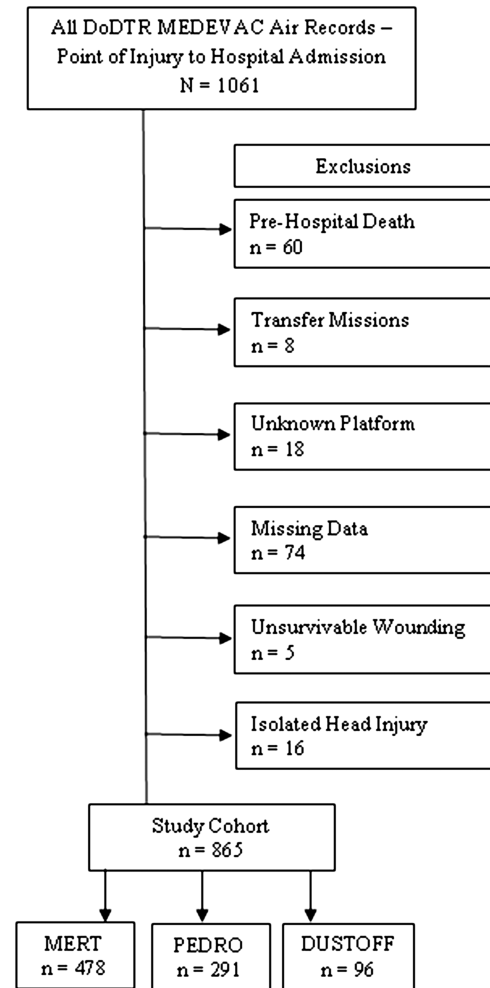 All DoDTR MEDEVAC Air Records –
Point of Injury to Hospital Admission
N = 1061
Exclusions
Pre-Hospital Death
n = 60
Transfer Missions
n = 8
Unknown Platform
n = 18
Missing Data
n = 74
Unsurvivable Wounding
n = 5
Isolated Head Injury
n = 16
Study Cohort
n = 865
MERT
n = 478
PEDRO
n = 291
DUSTOFF
n = 96